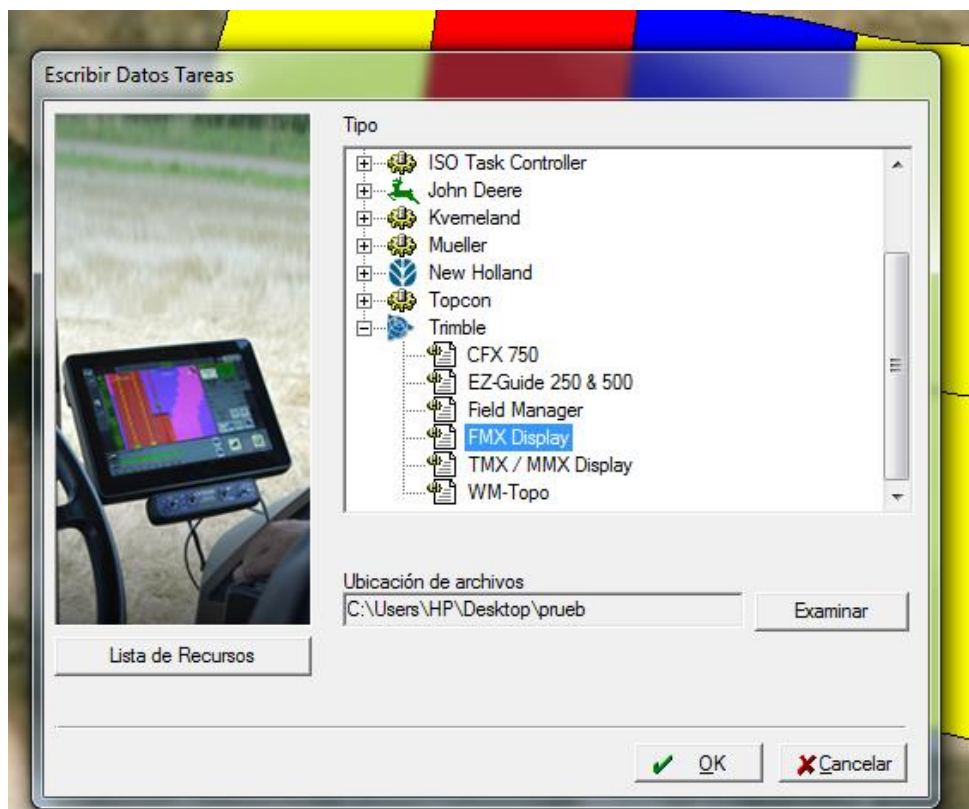 Escribir Datos Tareas
Tipo
ISO Task Controller
John Deere
Kverneland
Mueller
New Holland
Topcon
Trimble
CFX 750
EZ-Guide 250 & 500
Field Manager
FMX Display
TMX / MMX Display
WM-Topo
Ubicación de archivos
C:\Users\HP\Desktop\prueb
Examinar
Lista de Recursos
OK
Cancelar